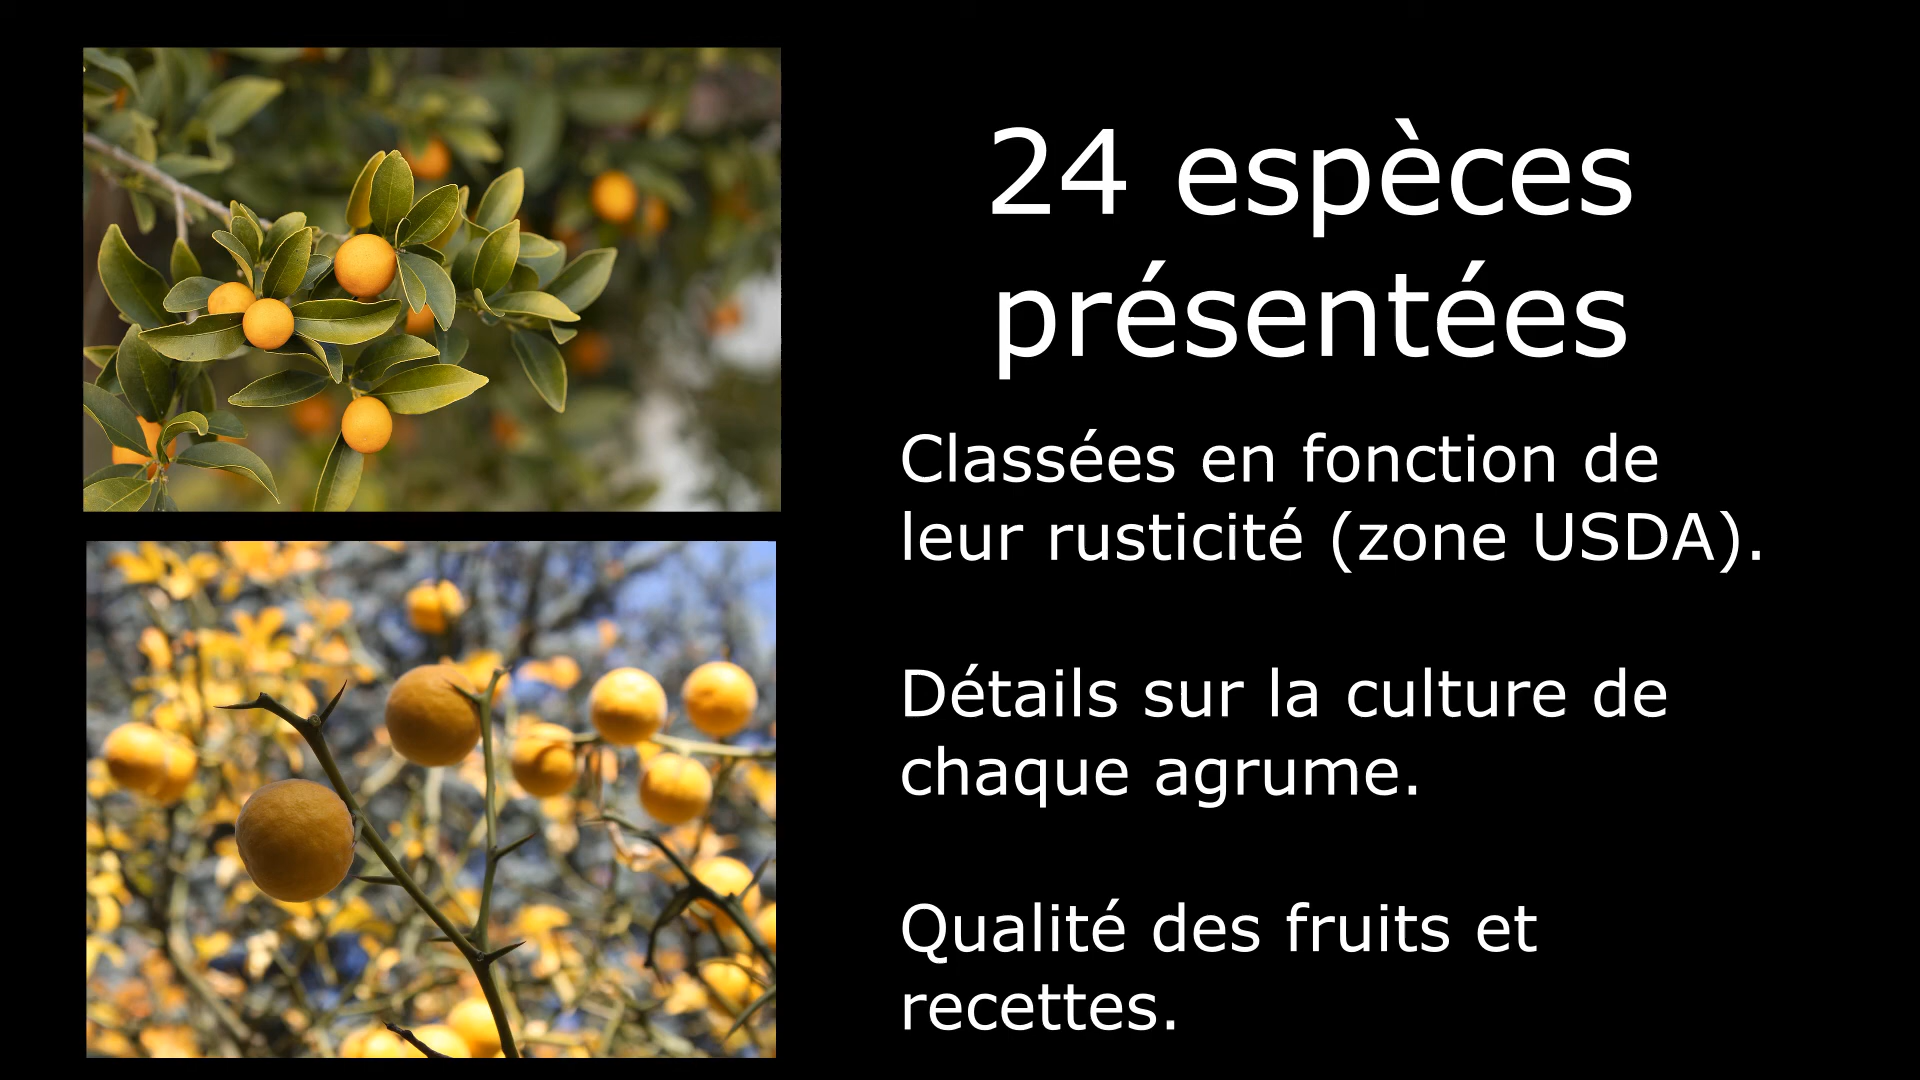 24 espèces
présentées
Classées en fonction de
leur rusticité (zone USDA).
Détails sur la culture de
chaque agrume.
Qualité des fruits et
recettes.